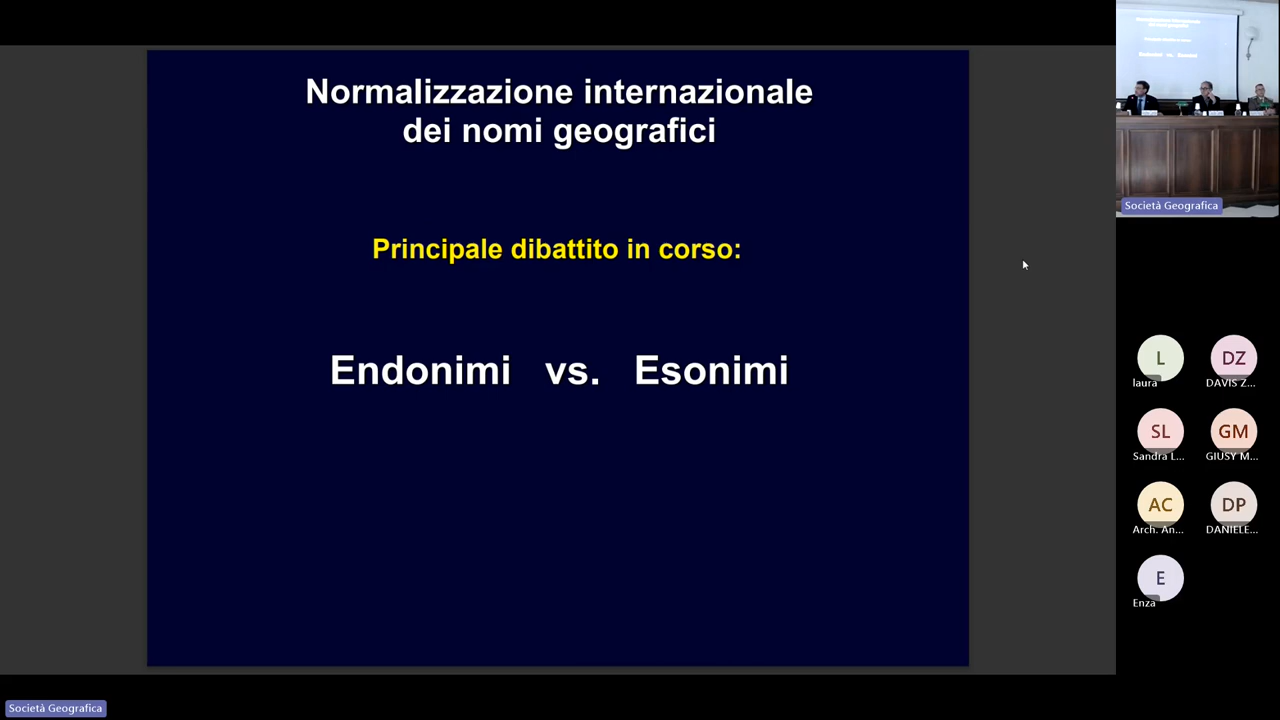 Normalizzazione internazionale
dei nomi geografici
Principale dibattito in corso:
Endonimi vs. Esonimi
Società Geografica
L
laura
DZ
DAVIS Z...
SL
Sandra L...
GM
GIUSY M...
AC
Arch. An...
DP
DANIELE...
E
Enza
Società Geografica